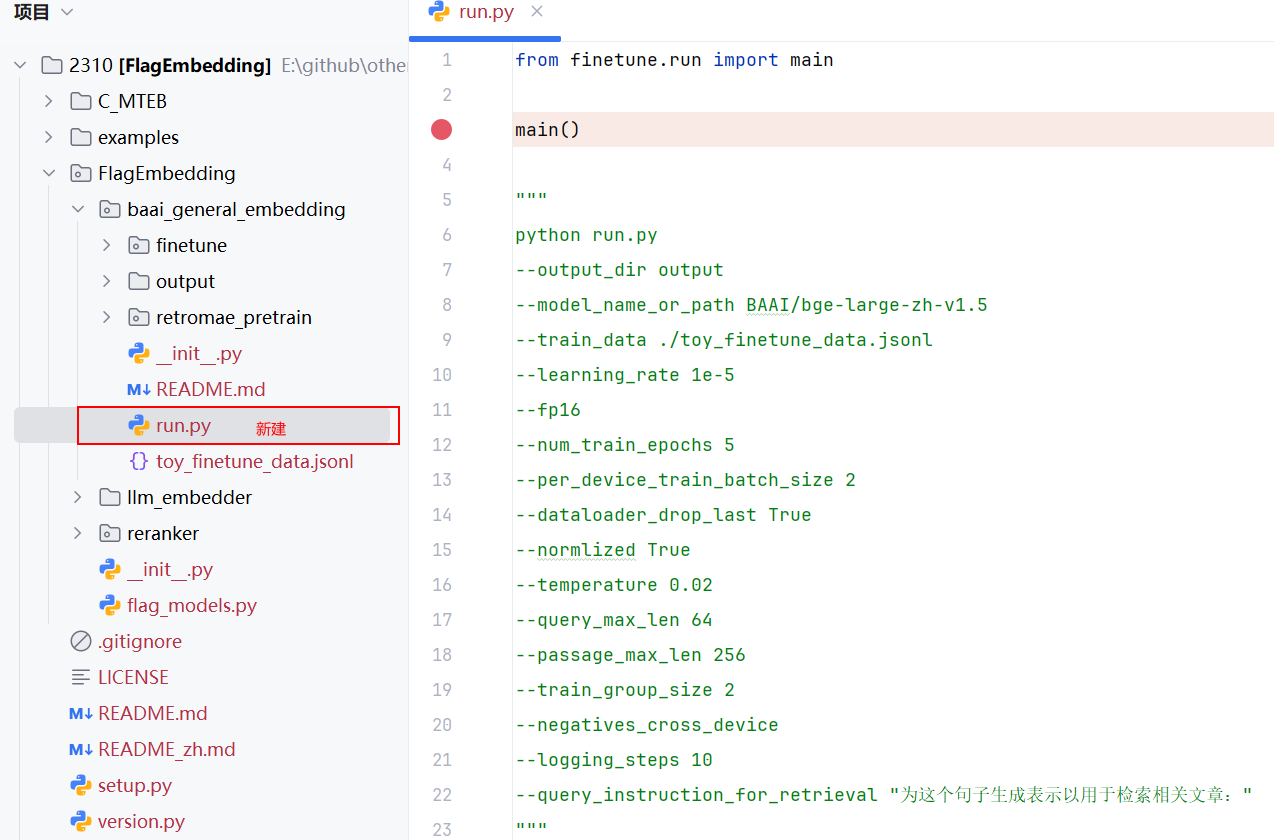 项目
2310 [FlagEmbedding] E:\github\other
C_MTEB
examples
FlagEmbedding
baai_general_embedding
finetune
output
retromae_pretrain
__init__.py
M↓ README.md
run.py 新建
{} toy_finetune_data.jsonl
llm_embedder
reranker
__init__.py
flag_models.py
.gitignore
LICENSE
M↓ README.md
M↓ README_zh.md
setup.py
version.py
run.py
1 from finetune.run import main
2
main()
4
5 """
6 python run.py
7 --output_dir output
8 --model_name_or_path BAAI/bge-large-zh-v1.5
9 --train_data ./toy_finetune_data.jsonl
10 --learning_rate 1e-5
11 --fp16
12 --num_train_epochs 5
13 --per_device_train_batch_size 2
14 --dataloader_drop_last True
15 --normlized True
16 --temperature 0.02
17 --query_max_len 64
18 --passage_max_len 256
19 --train_group_size 2
20 --negatives_cross_device
21 --logging_steps 10
22 --query_instruction_for_retrieval "为这个句子生成表示以用于检索相关文章："
23 """